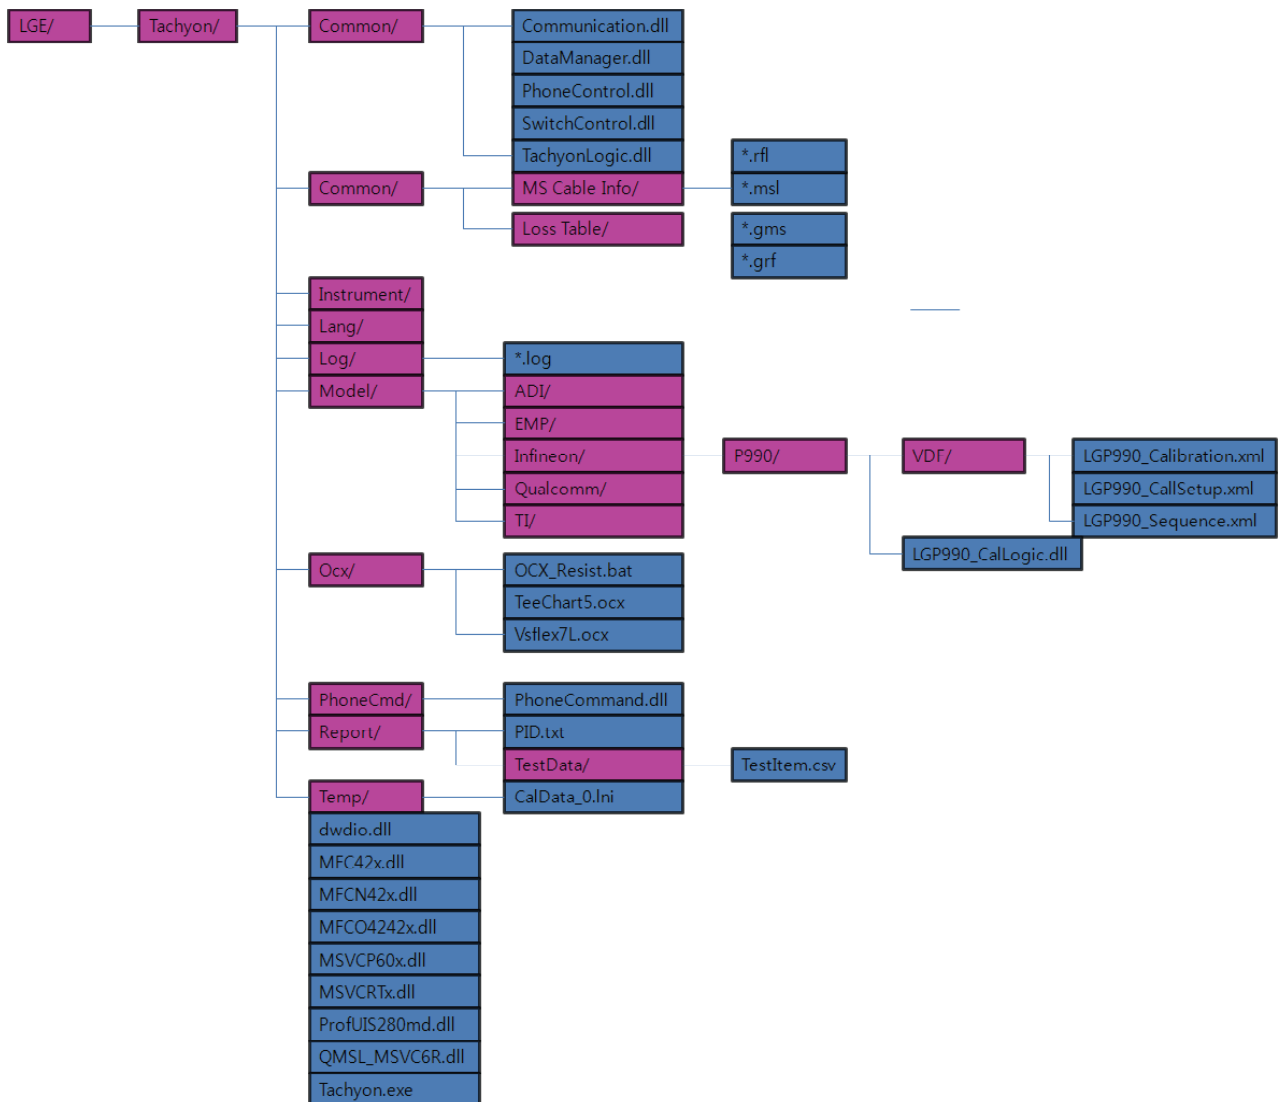 LGE/
Tachyon/
Common/
Communication.dll
DataManager.dll
PhoneControl.dll
SwitchControl.dll
TachyonLogic.dll
Common/
MS Cable Info/
*.rfl
*.msl
Loss Table/
*.gms
*.grf
Instrument/
Lang/
Log/
*.log
Model/
ADI/
EMP/
Infineon/
P990/
VDF/
LGP990_Calibration.xml
LGP990_CallSetup.xml
LGP990_Sequence.xml
LGP990_CalLogic.dll
Qualcomm/
TI/
Ocx/
OCX_Resist.bat
TeeChart5.ocx
Vsflex7L.ocx
PhoneCmd/
PhoneCommand.dll
Report/
PID.txt
TestData/
TestItem.csv
Temp/
CalData_0.Ini
dwdio.dll
MFC42x.dll
MFCN42x.dll
MFCO4242x.dll
MSVCP60x.dll
MSVCRTx.dll
ProfUIS280md.dll
QMSL_MSVC6R.dll
Tachyon.exe